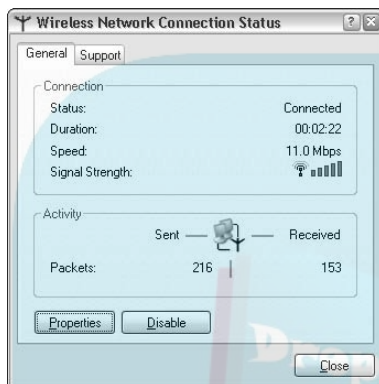 Wireless Network Connection Status
General Support
Connection
Status: Connected
Duration: 00:02:22
Speed: 11.0 Mbps
Signal Strength:
Activity
Sent Received
Packets: 216 153
Properties Disable
Close